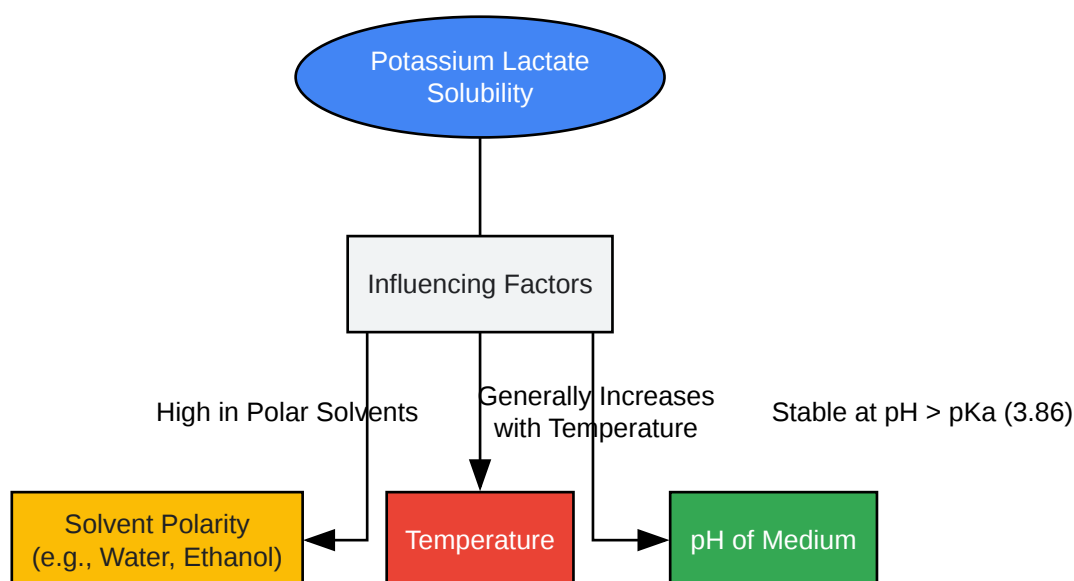 Potassium Lactate
Solubility
Influencing Factors
High in Polar Solvents
Generally Increases
with Temperature
Stable at pH > pKa (3.86)
Solvent Polarity
(e.g., Water, Ethanol)
Temperature
pH of Medium